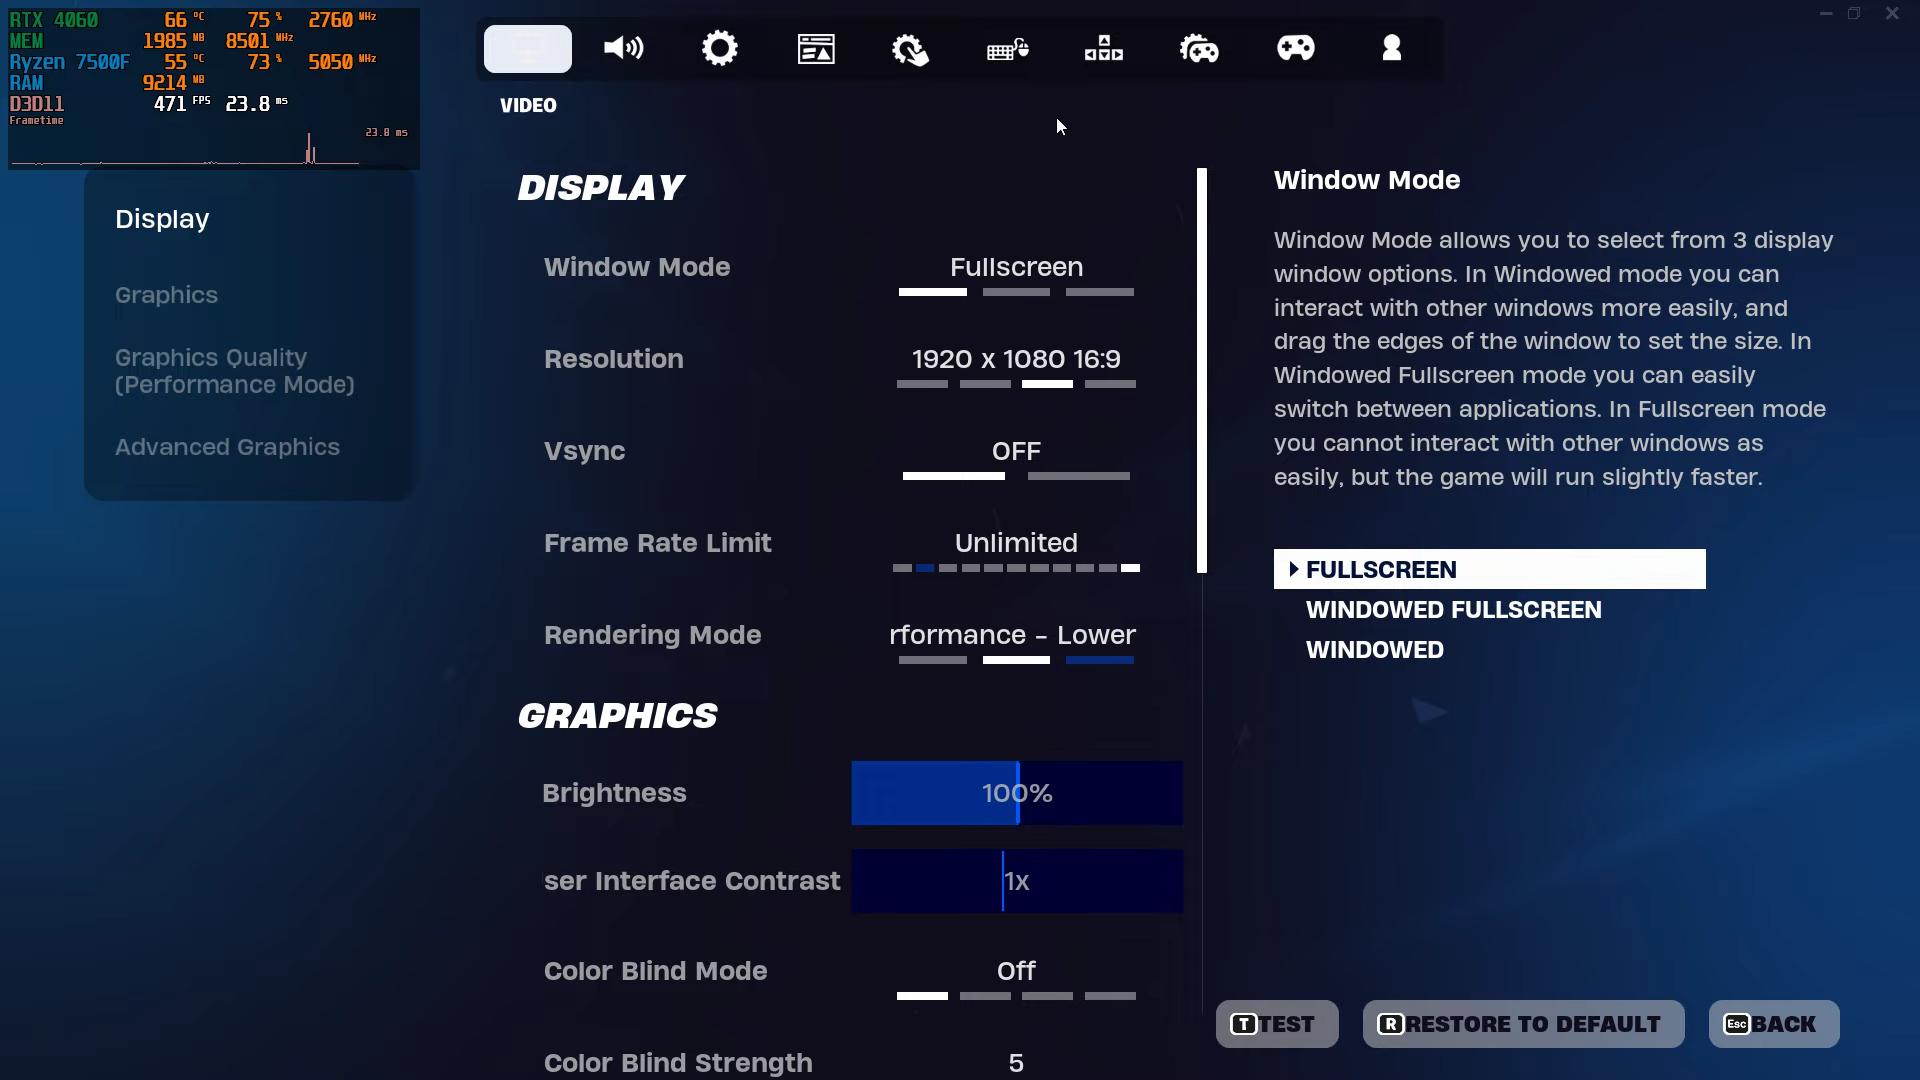 RTX 4060 66 °C 75 % 2760 MHz
MEM 1985 MB 8501 MHz
Ryzen 7500F 55 °C 73 % 5050 MHz
RAM 9214 MB
D3D11 471 FPS 23.8 ms
Frametime
23.8 ms
VIDEO
Display
Graphics
Graphics Quality
(Performance Mode)
Advanced Graphics
DISPLAY
Window Mode Fullscreen
Resolution 1920 x 1080 16:9
Vsync OFF
Frame Rate Limit Unlimited
Rendering Mode rformance - Lower
GRAPHICS
Brightness 100%
ser Interface Contrast 1x
Color Blind Mode Off
Color Blind Strength 5
Window Mode
Window Mode allows you to select from 3 display
window options. In Windowed mode you can
interact with other windows more easily, and
drag the edges of the window to set the size. In
Windowed Fullscreen mode you can easily
switch between applications. In Fullscreen mode
you cannot interact with other windows as
easily, but the game will run slightly faster.
FULLSCREEN
WINDOWED FULLSCREEN
WINDOWED
T TEST R RESTORE TO DEFAULT Esc BACK